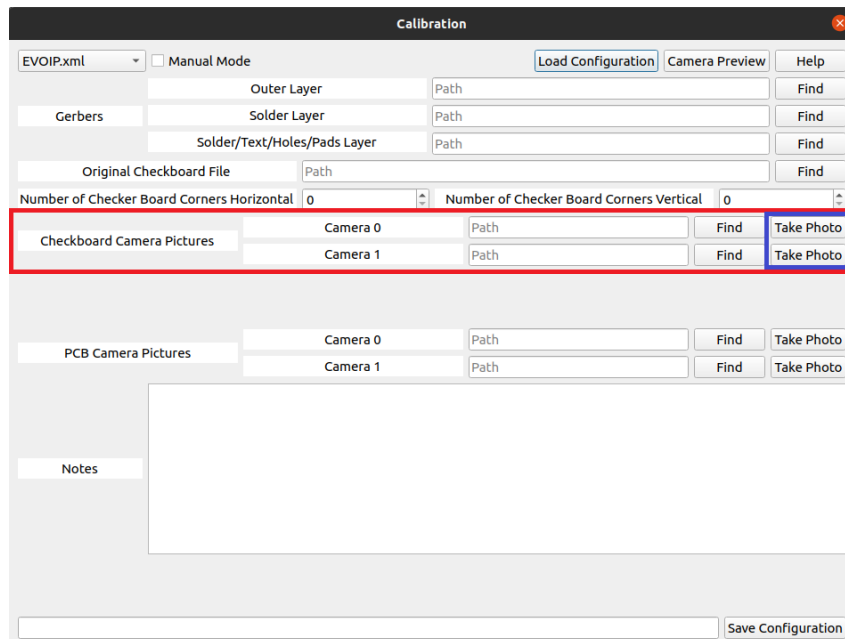 Calibration
EVOIP.xml Manual Mode Load Configuration Camera Preview Help
Outer Layer Path Find
Gerbers Solder Layer Path Find
Solder/Text/Holes/Pads Layer Path Find
Original Checkboard File Path Find
Number of Checker Board Corners Horizontal 0 Number of Checker Board Corners Vertical 0
Camera 0 Path Find Take Photo
Checkboard Camera Pictures
Camera 1 Path Find Take Photo
Camera 0 Path Find Take Photo
PCB Camera Pictures
Camera 1 Path Find Take Photo
Notes
Save Configuration